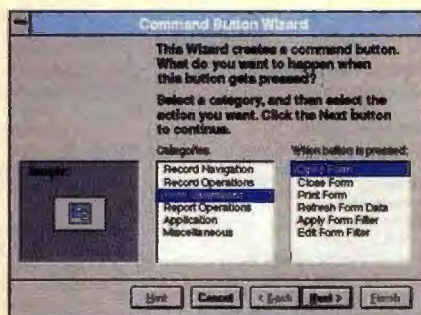 Command Button Wizard
This Wizard creates a command button.
What do you want to happen when
this button gets pressed?
Select a category, and then select the
action you want. Click the Next button
to continue.
Categories:
When button is pressed:
Sample:
Record Navigation
Record Operations
Form Operations
Report Operations
Application
Miscellaneous
Open Form
Close Form
Print Form
Refresh Form Data
Apply Form Filter
Edit Form Filter
Hint
Cancel
< Back
Next >
Finish